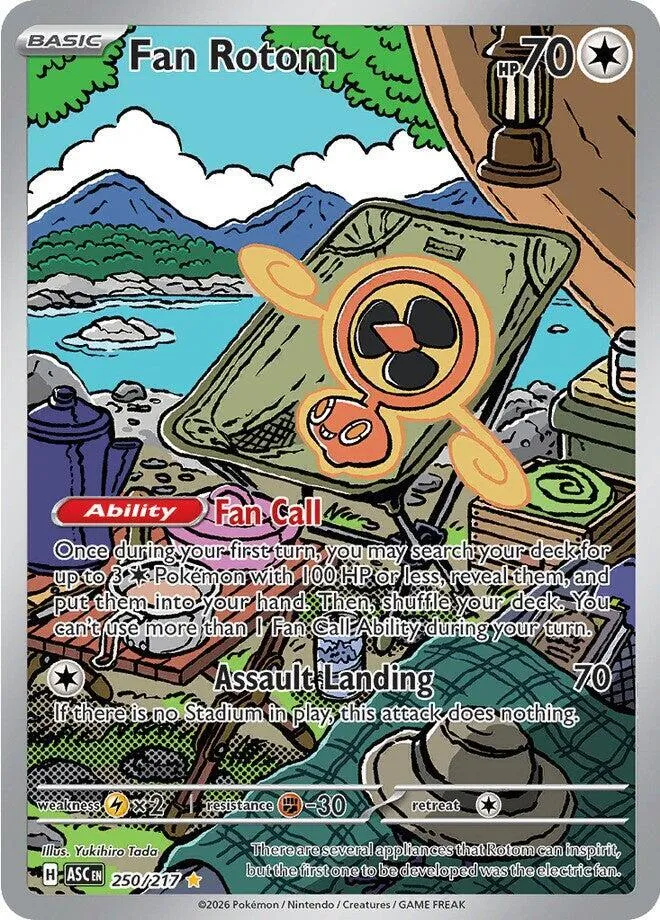 BASIC
Fan Rotom
HP 70
Ability Fan Call
Once during your first turn, you may search your deck for
up to 3 Pokémon with 100 HP or less, reveal them, and
put them into your hand. Then, shuffle your deck. You
can't use more than 1 Fan Call Ability during your turn.
Assault Landing 70
If there is no Stadium in play, this attack does nothing.
weakness ×2 resistance -30 retreat
Illus. Yukihiro Tada
There are several appliances that Rotom can inspirit,
but the first one to be developed was the electric fan.
H ASC EN 250/217
©2026 Pokémon / Nintendo / Creatures / GAME FREAK